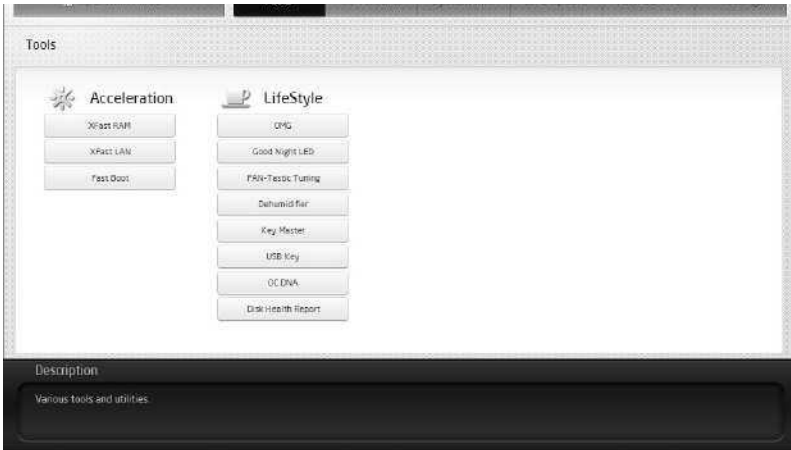 Tools
Acceleration
XFast RAM
XFast LAN
Fast Boot
LifeStyle
OMG
Good Night LED
FAN-Tastic Tuning
Dehumidifier
Key Master
USB Key
OC DNA
Disk Health Report
Description
Various tools and utilities.